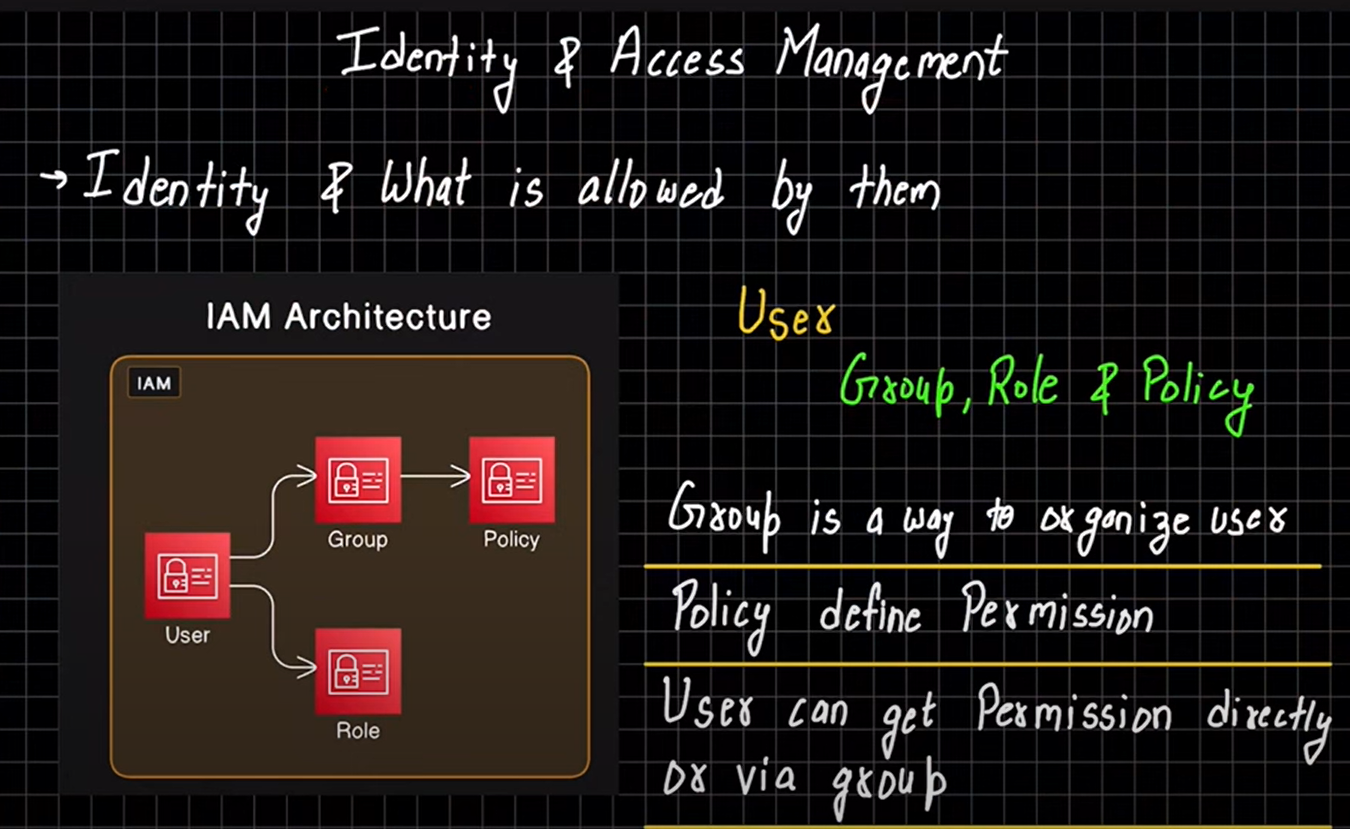 Identity & Access Management
→ Identity & What is allowed by them
IAM Architecture
IAM
Group
Policy
User
Role
User
Group, Role & Policy
Group is a way to organize user
Policy define Permission
User can get Permission directly
or via group